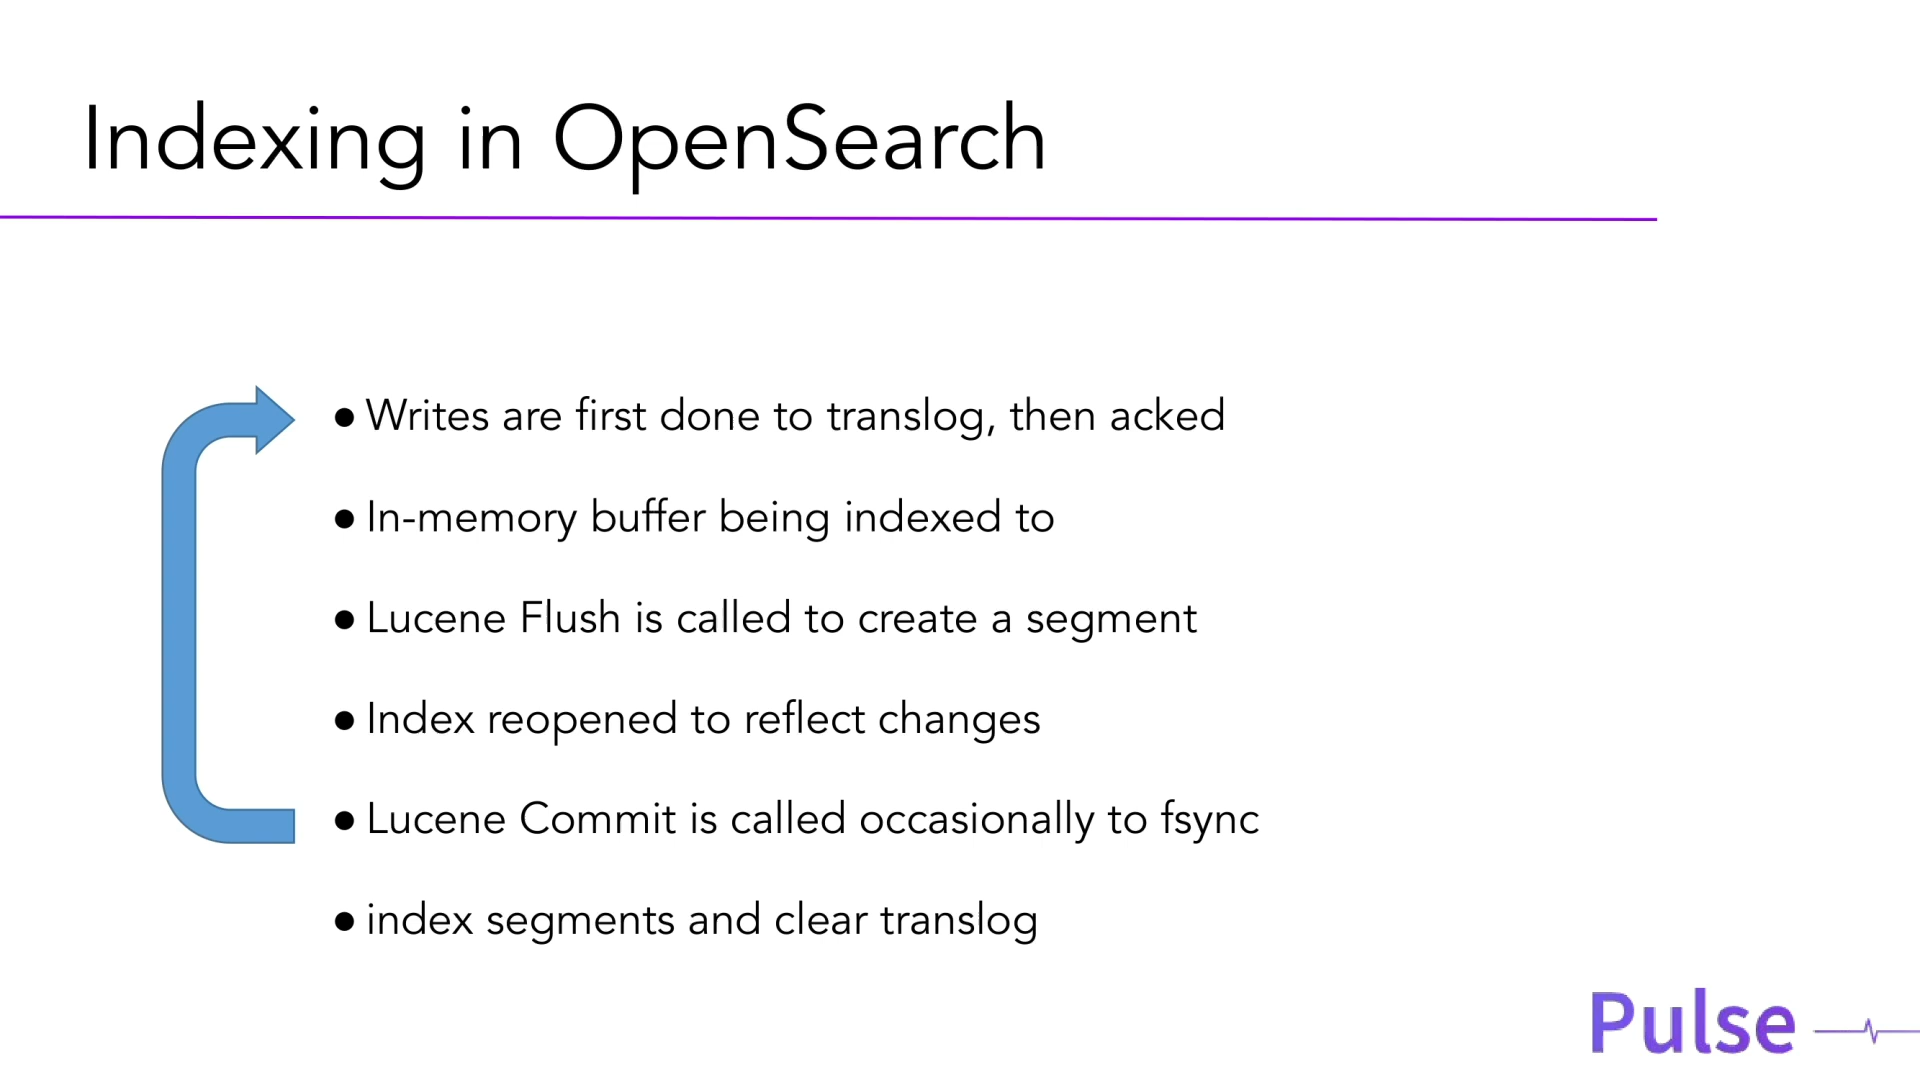 Indexing in OpenSearch
● Writes are first done to translog, then acked
● In-memory buffer being indexed to
● Lucene Flush is called to create a segment
● Index reopened to reflect changes
● Lucene Commit is called occasionally to fsync
● index segments and clear translog
Pulse